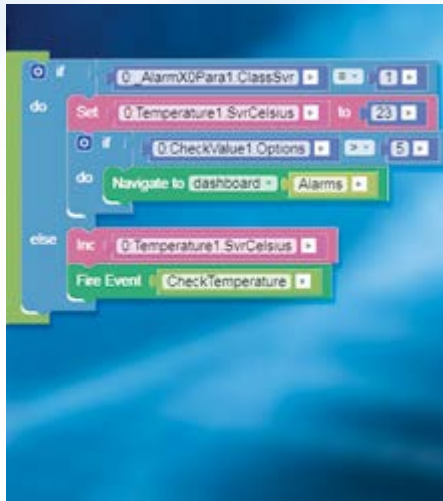 if 0:_AlarmX0Para1.ClassSvr = 1
do Set 0:Temperature1.SvrCelsius to 23
if 0:CheckValue1.Options > 5
do Navigate to dashboard Alarms
else Inc 0:Temperature1.SvrCelsius
Fire Event CheckTemperature